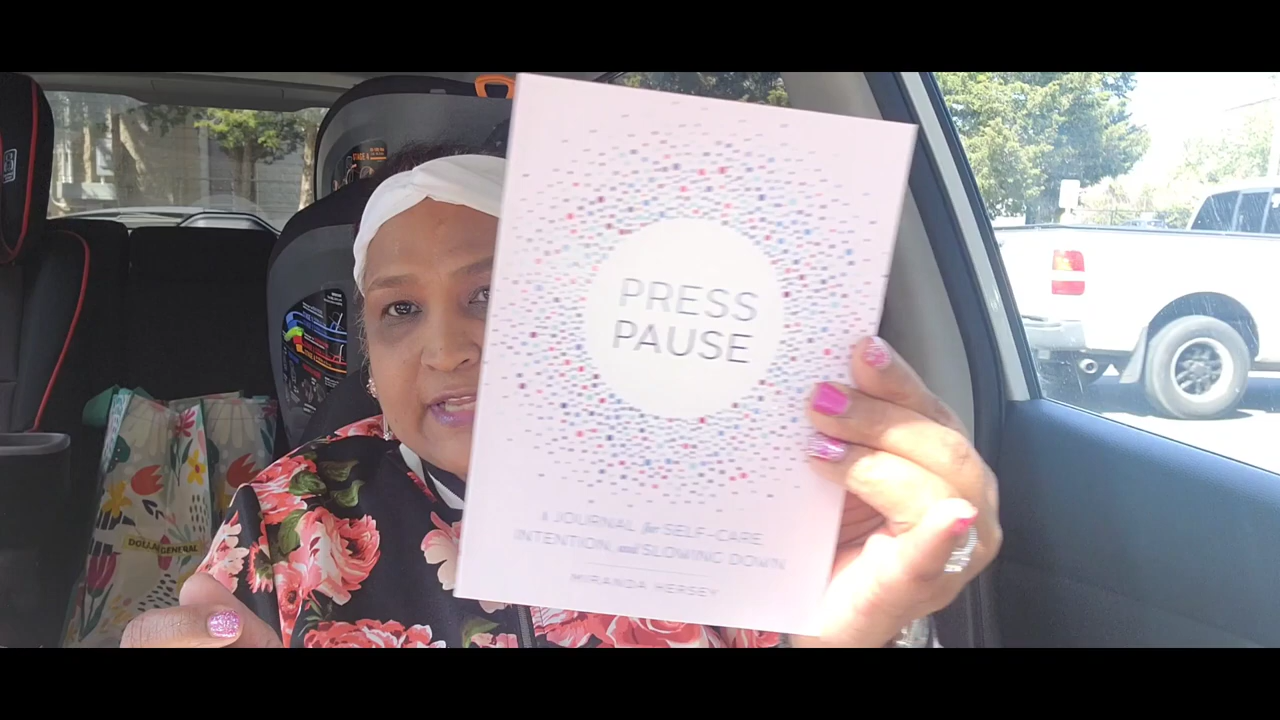 PRESS
PAUSE
A JOURNAL for SELF-CARE
INTENTION, and SLOWING DOWN
MIRANDA HERSEY
DOLLAR GENERAL